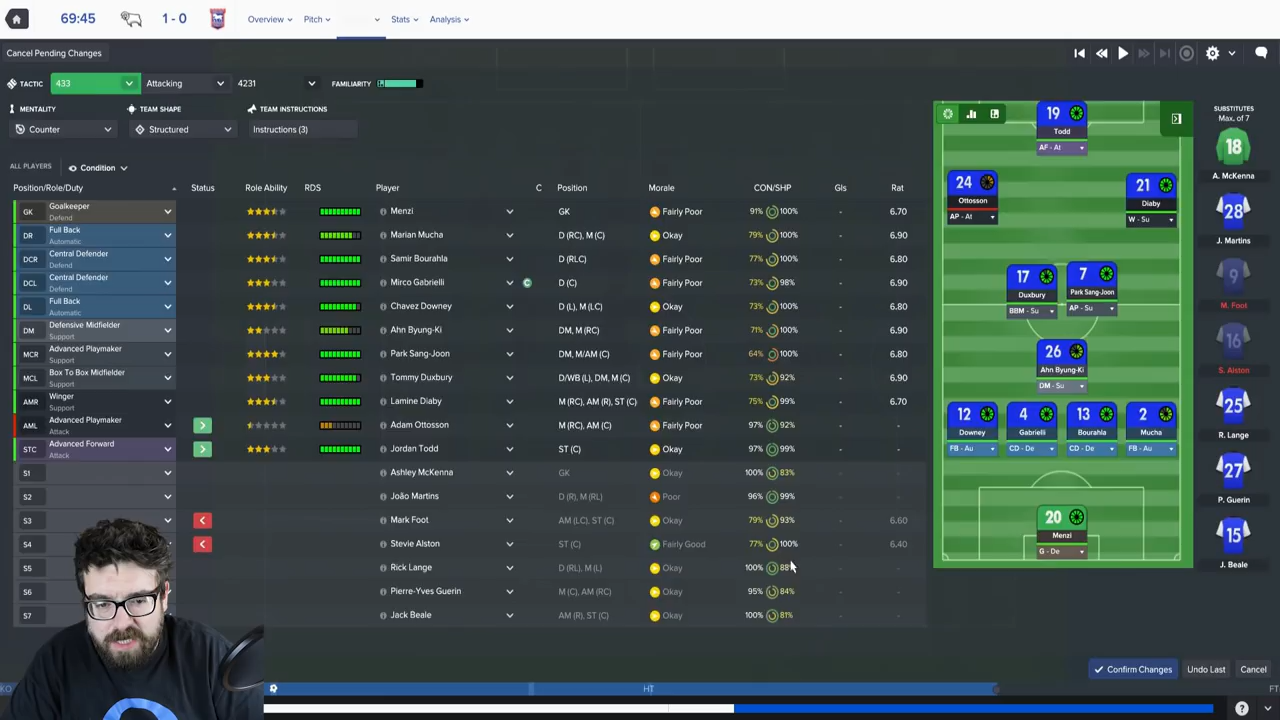 69:45 1 - 0 Overview Pitch Stats Analysis
Cancel Pending Changes
TACTIC 433 Attacking 4231 FAMILIARITY
MENTALITY TEAM SHAPE TEAM INSTRUCTIONS
Counter Structured Instructions (3)
ALL PLAYERS Condition
Position/Role/Duty Status Role Ability RDS Player C Position Morale CON/SHP Gls Rat
GK Goalkeeper Defend Menzi GK Fairly Poor 91% 100% - 6.70
DR Full Back Automatic Marian Mucha D (RC), M (C) Okay 79% 100% - 6.90
DCR Central Defender Defend Samir Bourahla D (RLC) Fairly Poor 77% 100% - 6.80
DCL Central Defender Defend Mirco Gabrielli C D (C) Fairly Poor 73% 98% - 6.90
DL Full Back Automatic Chavez Downey D (L), M (LC) Okay 73% 100% - 6.80
DM Defensive Midfielder Support Ahn Byung-Ki DM, M (RC) Fairly Poor 71% 100% - 6.90
MCR Advanced Playmaker Support Park Sang-Joon DM, M/AM (C) Fairly Poor 64% 100% - 6.80
MCL Box To Box Midfielder Support Tommy Duxbury D/WB (L), DM, M (C) Okay 73% 92% - 6.90
AMR Winger Support Lamine Diaby M (RC), AM (R), ST (C) Fairly Poor 75% 99% - 6.70
AML Advanced Playmaker Attack Adam Ottosson M (RC), AM (C) Fairly Poor 97% 92% - -
STC Advanced Forward Attack Jordan Todd ST (C) Okay 97% 99% - -
S1 Ashley McKenna GK Okay 100% 83% - -
S2 João Martins D (R), M (RL) Poor 96% 99% - -
S3 Mark Foot AM (LC), ST (C) Okay 79% 93% - 6.60
S4 Stevie Alston ST (C) Fairly Good 77% 100% - 6.40
S5 Rick Lange D (RL), M (L) Okay 100% 88% - -
S6 Pierre-Yves Guerin M (C), AM (RC) Okay 95% 84% - -
S7 Jack Beale AM (R), ST (C) Okay 100% 81% - -
19
Todd
AF - At
24 21
Ottosson Diaby
AP - At W - Su
17 7
Duxbury Park Sang-Joon
BBM - Su AP - Su
26
Ahn Byung-Ki
DM - Su
12 4 13 2
Downey Gabrielli Bourahla Mucha
FB - Au CD - De CD - De FB - Au
20
Menzi
G - De
SUBSTITUTES
Max. of 7
18
A. McKenna
28
J. Martins
9
M. Foot
16
S. Alston
25
R. Lange
27
P. Guerin
15
J. Beale
Confirm Changes Undo Last Cancel
KO HT FT